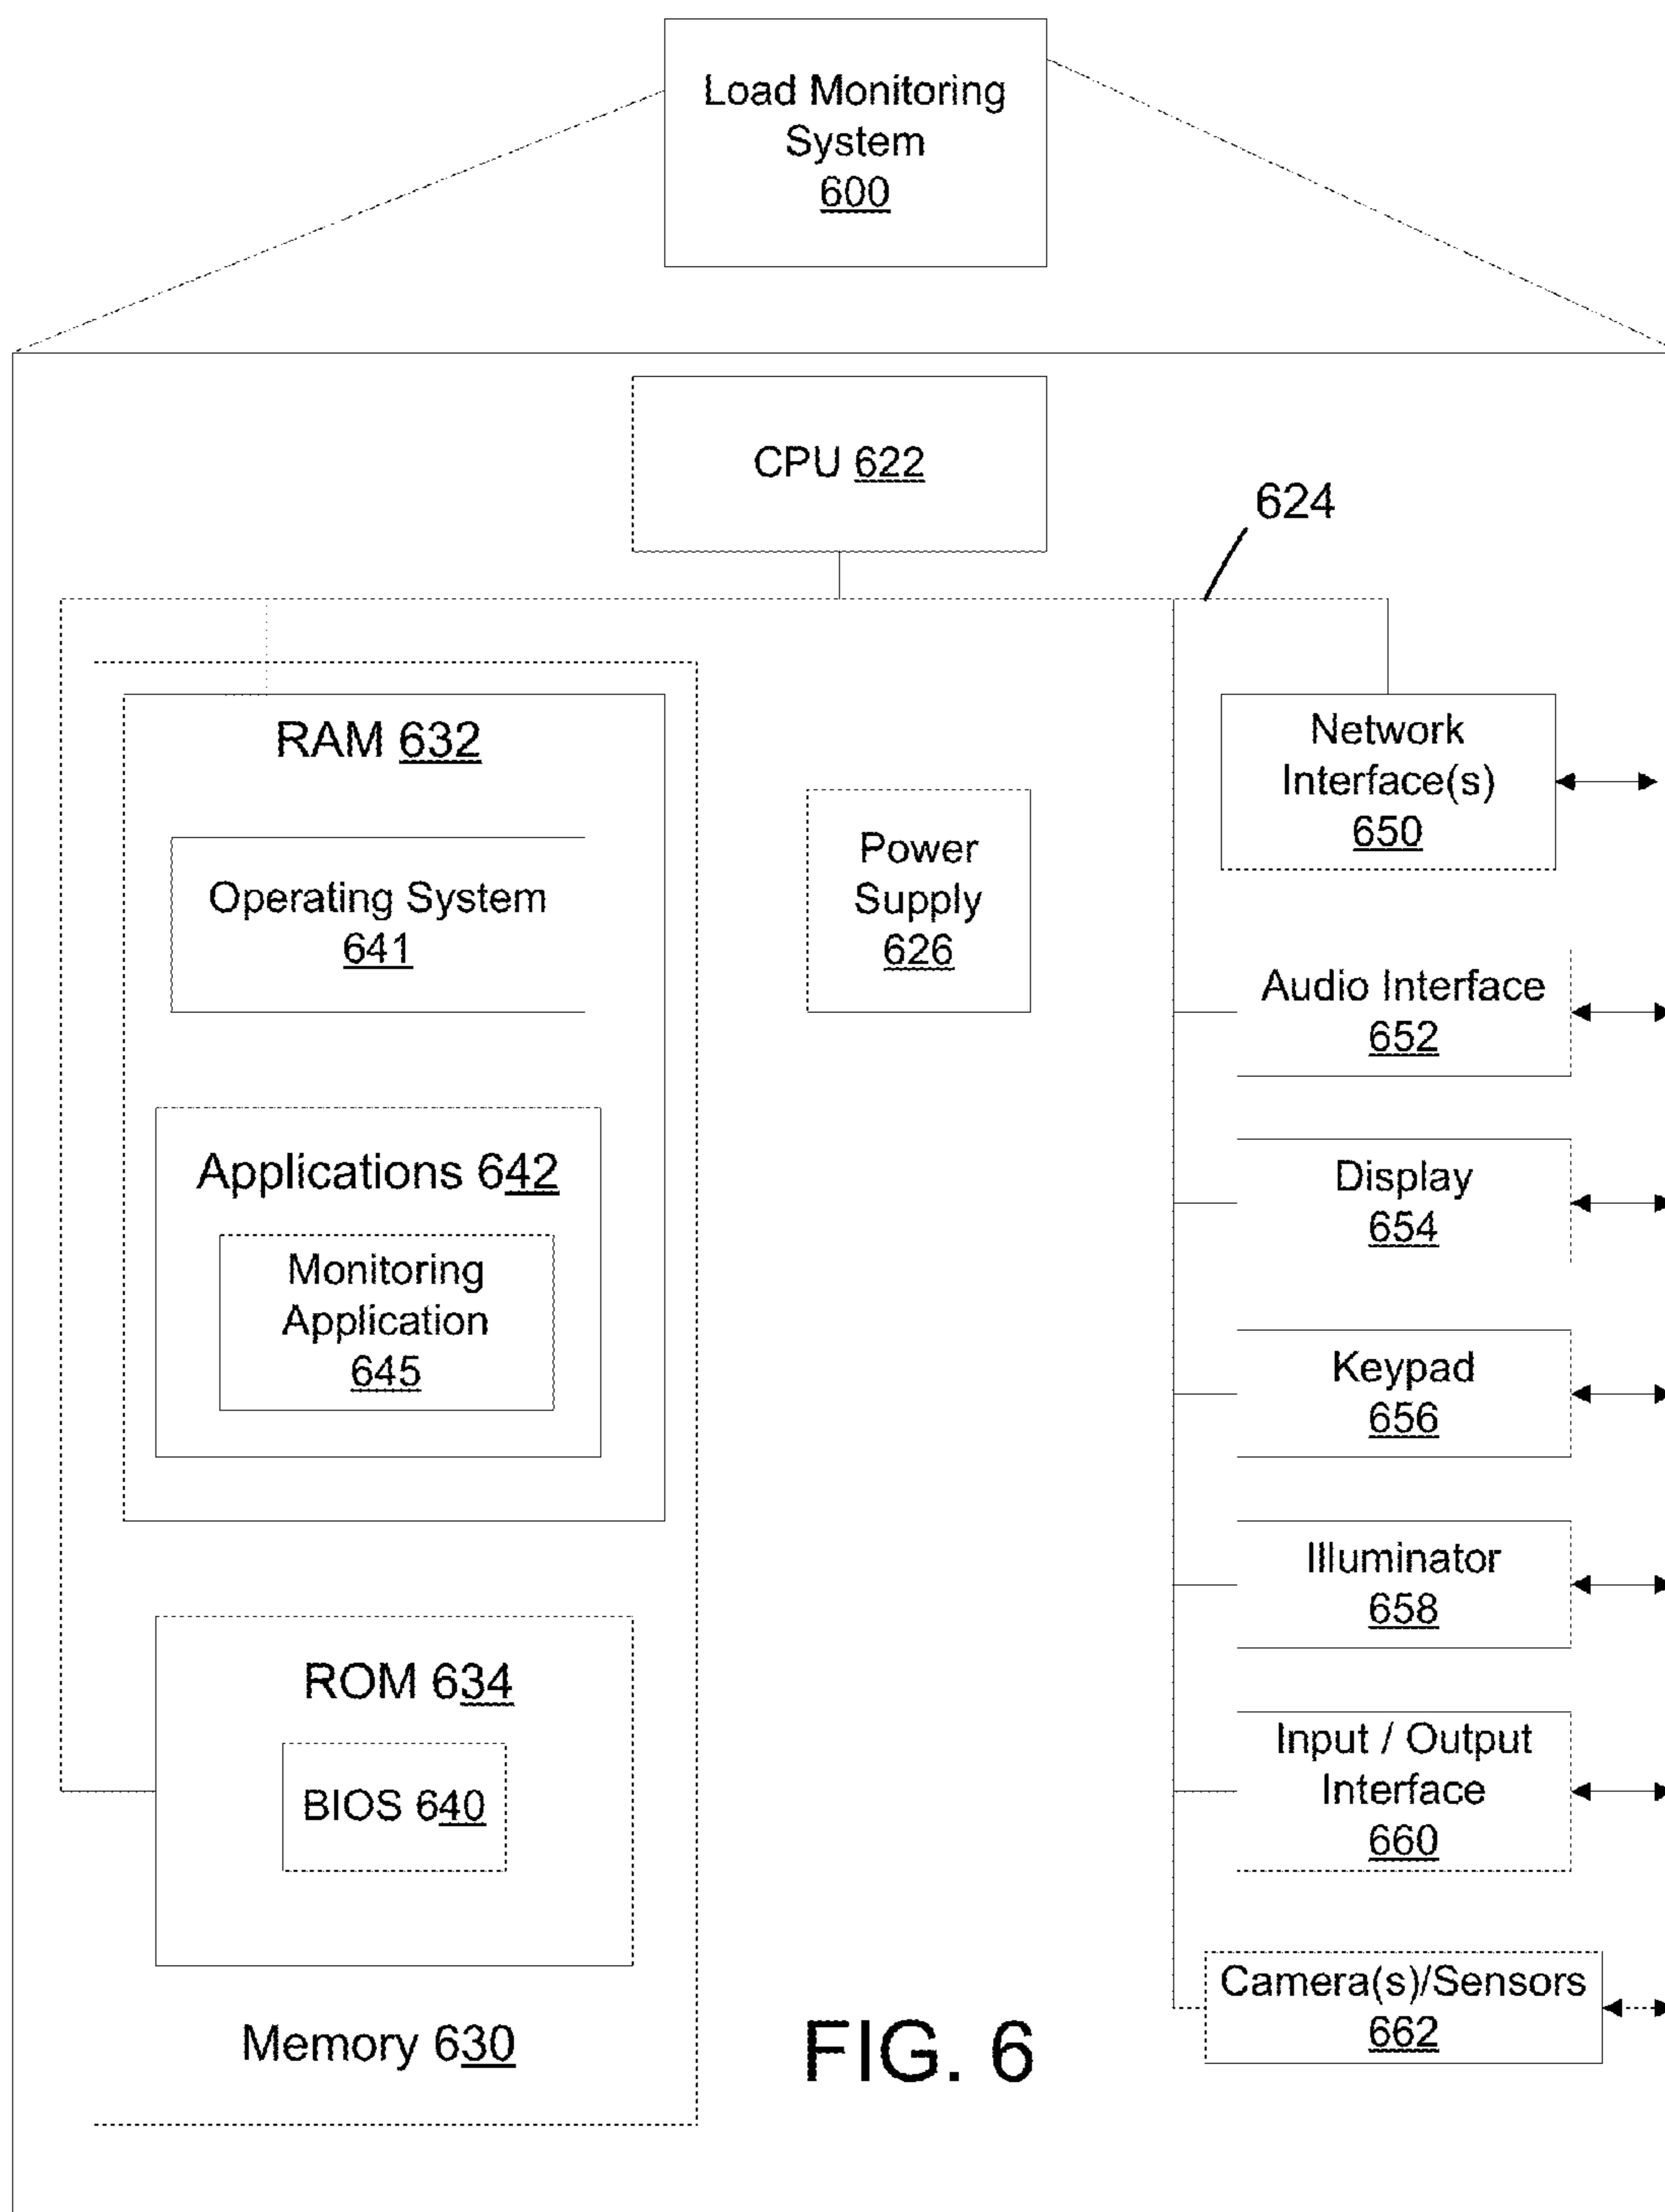 Load Monitoring
System
600
CPU 622
624
RAM 632
Operating System
641
Applications 642
Monitoring
Application
645
ROM 634
BIOS 640
Memory 630
Power
Supply
626
Network
Interface(s)
650
Audio Interface
652
Display
654
Keypad
656
Illuminator
658
Input / Output
Interface
660
Camera(s)/Sensors
662
FIG. 6